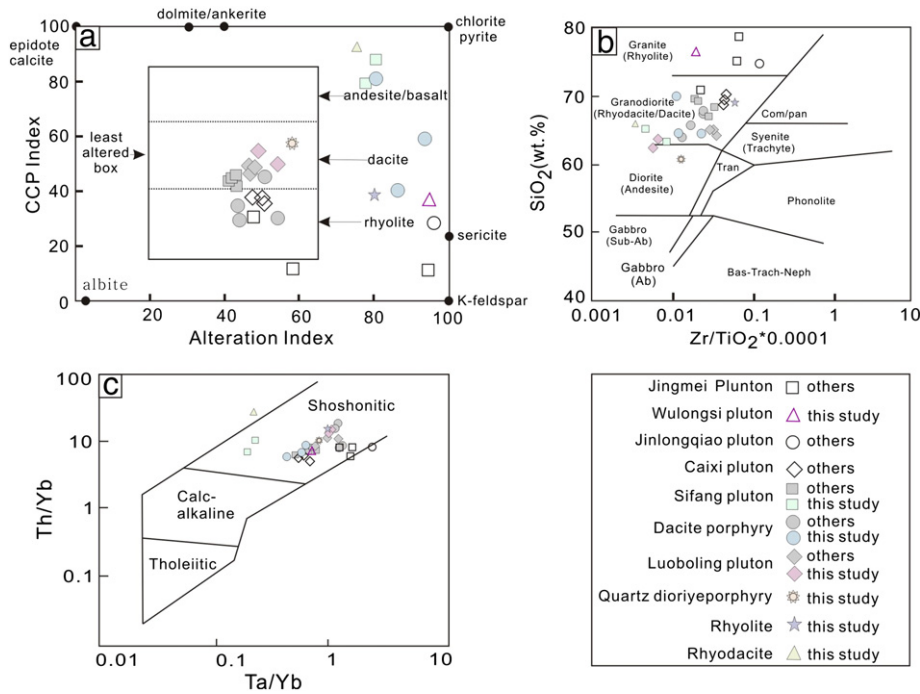 a
dolmite/ankerite
epidote
calcite
chlorite
pyrite
100
80
60
40
20
0
CCP Index
least
altered
box
andesite/basalt
dacite
rhyolite
sericite
albite
K-feldspar
20 40 60 80 100
Alteration Index
b
80
70
60
50
40
SiO2(wt.%)
Granite
(Rhyolite)
Granodiorite
(Rhyodacite/Dacite)
Com/pan
Syenite
(Trachyte)
Tran
Diorite
(Andesite)
Phonolite
Gabbro
(Sub-Ab)
Gabbro
(Ab)
Bas-Trach-Neph
0.001 0.01 0.1 1 10
Zr/TiO2*0.0001
c
100
10
1
0.1
Th/Yb
Shoshonitic
Calc-
alkaline
Tholeiitic
0.01 0.1 1 10
Ta/Yb
Jingmei Plunton others
Wulongsi pluton this study
Jinlongqiao pluton others
Caixi pluton others
Sifang pluton others
this study
Dacite porphyry others
this study
Luoboling pluton others
this study
Quartz dioriyeporphyry this study
Rhyolite this study
Rhyodacite this study